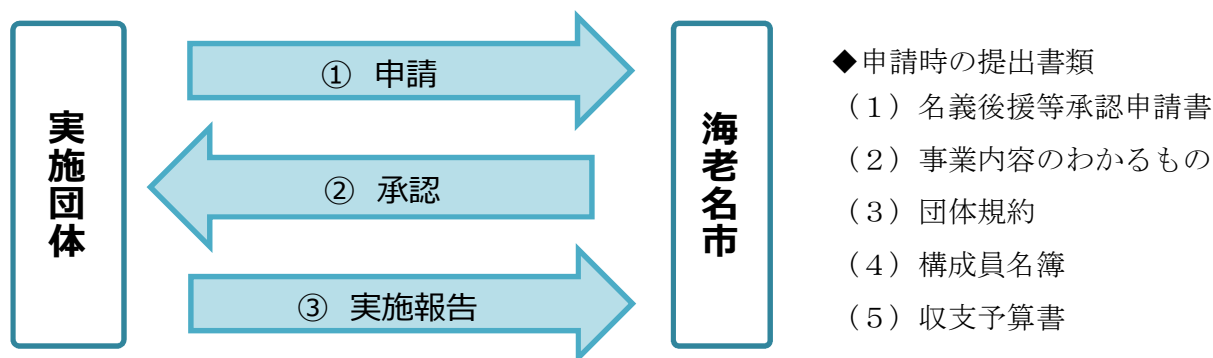 実施団体
① 申請
② 承認
③ 実施報告
海老名市
◆申請時の提出書類
（１）名義後援等承認申請書
（２）事業内容のわかるもの
（３）団体規約
（４）構成員名簿
（５）収支予算書